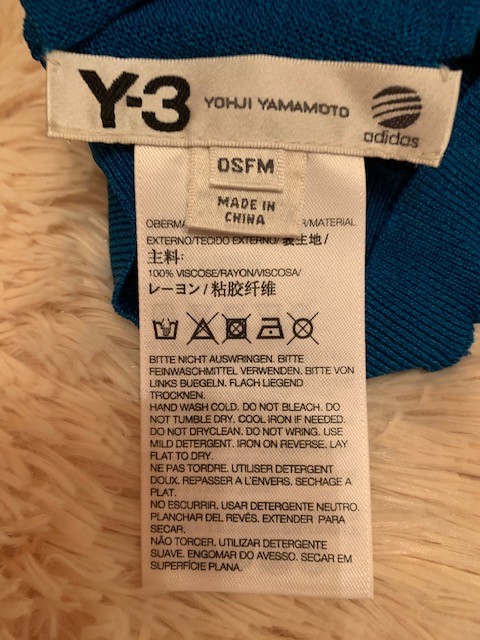 Y-3 YOHJI YAMAMOTO adidas
OSFM
MADE IN
CHINA
/MATERIAL
EXTERNO/TECIDO EXTERNO/表生地/
主料:
100% VISCOSE/RAYON/VISCOSA/
レーヨン/粘胶纤维
BITTE NICHT AUSWRINGEN. BITTE
FEINWASCHMITTEL VERWENDEN. BITTE VON
LINKS BUEGELN. FLACH LIEGEND
TROCKNEN.
HAND WASH COLD. DO NOT BLEACH. DO
NOT TUMBLE DRY. COOL IRON IF NEEDED.
DO NOT DRYCLEAN. DO NOT WRING. USE
MILD DETERGENT. IRON ON REVERSE. LAY
FLAT TO DRY.
NE PAS TORDRE. UTILISER DETERGENT
DOUX. REPASSER A L'ENVERS. SECHAGE A
PLAT.
NO ESCURRIR. USAR DETERGENTE NEUTRO.
PLANCHAR DEL REVÉS. EXTENDER PARA
SECAR.
NÃO TORCER. UTILIZAR DETERGENTE
SUAVE. ENGOMAR DO AVESSO. SECAR EM
SUPERFÍCIE PLANA.